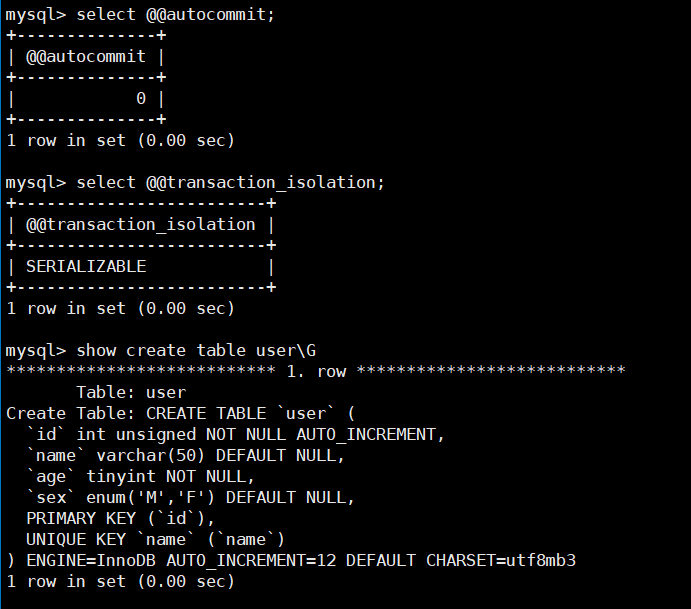 mysql> select @@autocommit;
+--------------+
| @@autocommit |
+--------------+
|            0 |
+--------------+
1 row in set (0.00 sec)
mysql> select @@transaction_isolation;
+-------------------------+
| @@transaction_isolation |
+-------------------------+
| SERIALIZABLE            |
+-------------------------+
1 row in set (0.00 sec)
mysql> show create table user\G
*************************** 1. row ***************************
       Table: user
Create Table: CREATE TABLE `user` (
  `id` int unsigned NOT NULL AUTO_INCREMENT,
  `name` varchar(50) DEFAULT NULL,
  `age` tinyint NOT NULL,
  `sex` enum('M','F') DEFAULT NULL,
  PRIMARY KEY (`id`),
  UNIQUE KEY `name` (`name`)
) ENGINE=InnoDB AUTO_INCREMENT=12 DEFAULT CHARSET=utf8mb3
1 row in set (0.00 sec)